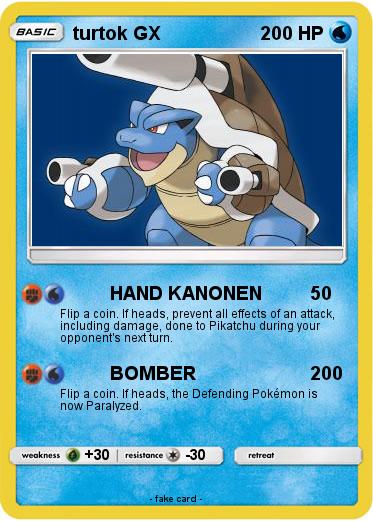 BASIC turtok GX 200 HP
HAND KANONEN 50
Flip a coin. If heads, prevent all effects of an attack,
including damage, done to Pikatchu during your
opponent's next turn.
BOMBER 200
Flip a coin. If heads, the Defending Pokémon is
now Paralyzed.
weakness +30 resistance -30 retreat
- fake card -